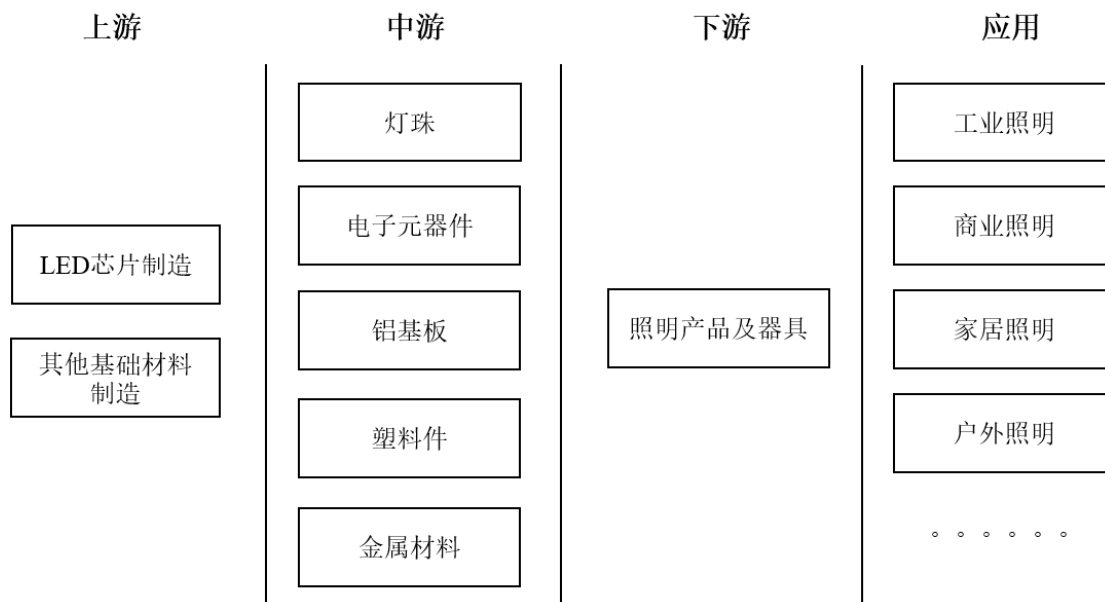 上游
中游
下游
应用
LED芯片制造
其他基础材料
制造
灯珠
电子元器件
铝基板
塑料件
金属材料
照明产品及器具
工业照明
商业照明
家居照明
户外照明
。。。。。。